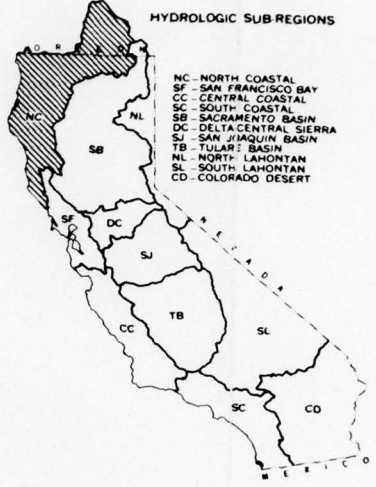 HYDROLOGIC SUB-REGIONS
OREGON
NC - NORTH COASTAL
SF - SAN FRANCISCO BAY
CC - CENTRAL COASTAL
SC - SOUTH COASTAL
SB - SACRAMENTO BASIN
DC - DELTA-CENTRAL SIERRA
SJ - SAN JOAQUIN BASIN
TB - TULARE BASIN
NL - NORTH LAHONTAN
SL - SOUTH LAHONTAN
CD - COLORADO DESERT
NC
NL
SB
NEVADA
SF
DC
SJ
CC
TB
SL
SC
CD
MEXICO